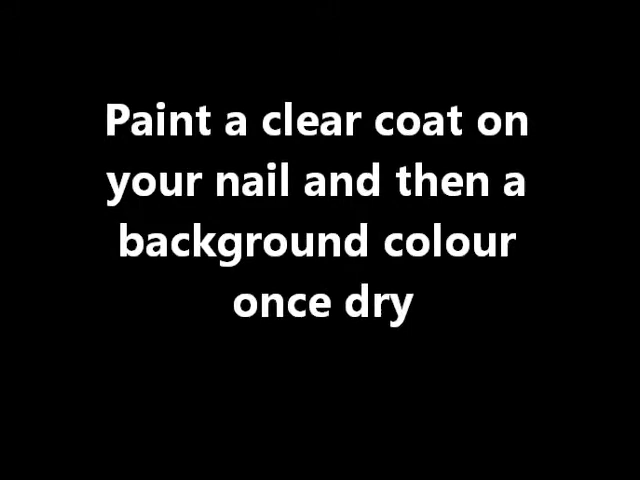 Paint a clear coat on
your nail and then a
background colour
once dry